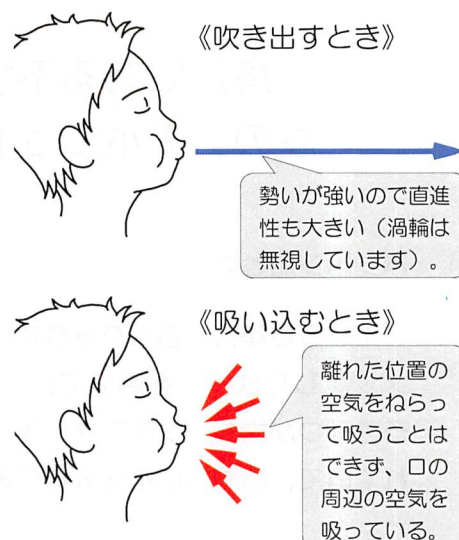 《吹き出すとき》
勢いが強いので直進
性も大きい（渦輪は
無視しています）。
《吸い込むとき》
離れた位置の
空気をねらっ
て吸うことは
できず、口の
周辺の空気を
吸っている。